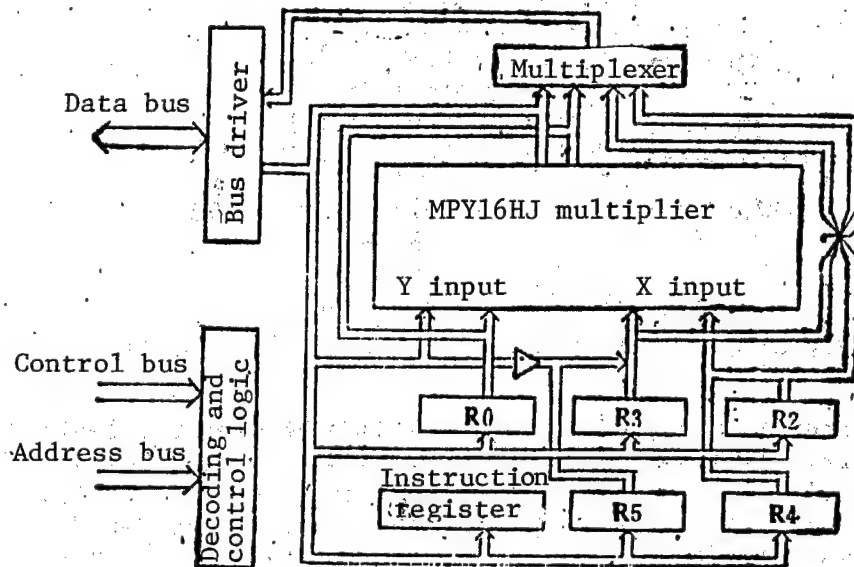 Multiplexer
Data bus
Bus driver
MPY16HJ multiplier
Y input
X input
Control bus
Address bus
Decoding and
control logic
R0
R3
R2
Instruction
register
R5
R4